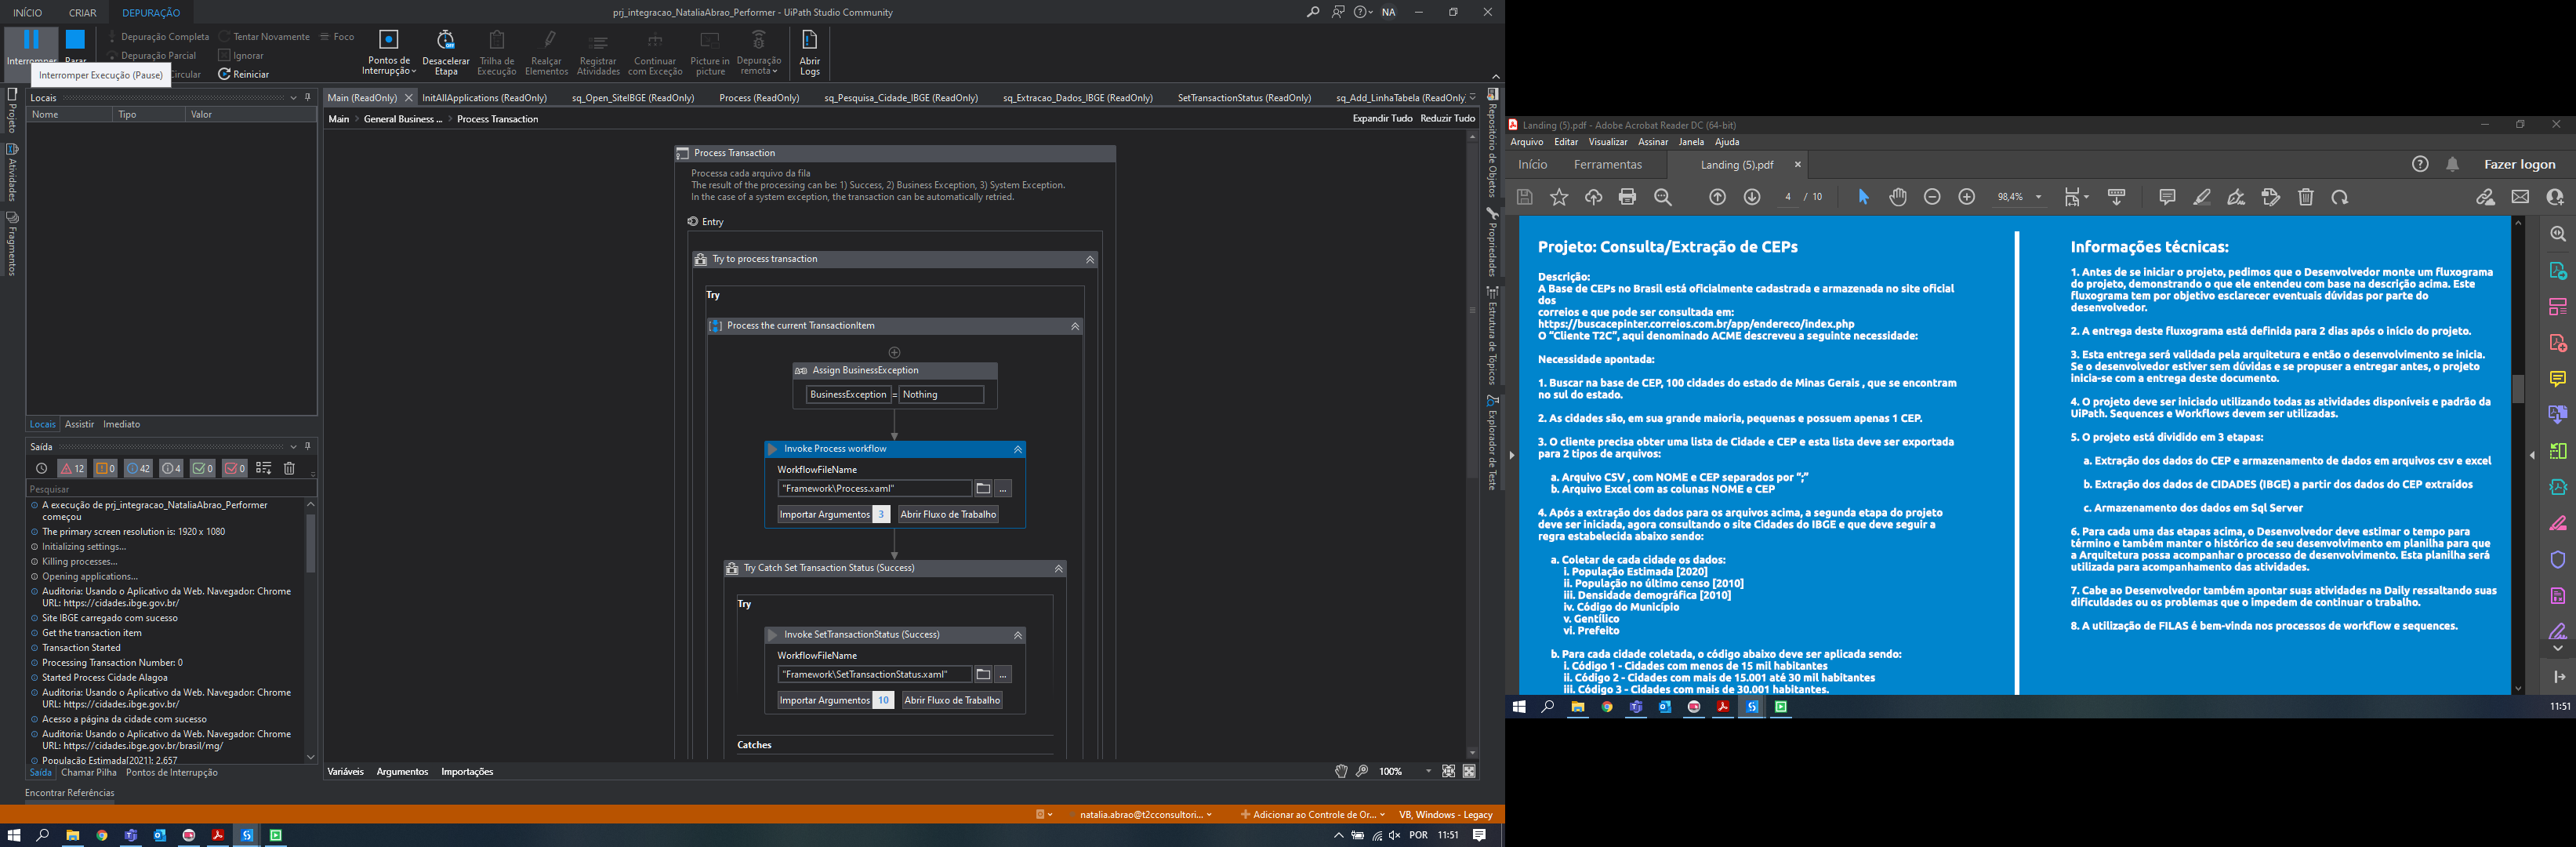 INÍCIO CRIAR DEPURAÇÃO
prj_integracao_NataliaAbrao_Performer - UiPath Studio Community
NA
Interromper Parar
Depuração Completa
Depuração Parcial
Circular
Tentar Novamente
Ignorar
Reiniciar
Foco
Pontos de
Interrupção
Desacelerar
Etapa
Trilha de
Execução
Realçar
Elementos
Registrar
Atividades
Continuar
com Exceção
Picture in
picture
Depuração
remota
Abrir
Logs
Interromper Execução (Pause)
Projeto
Atividades
Fragmentos
Locais
Nome Tipo Valor
Locais Assistir Imediato
Saída
12 0 42 4 0 0
Pesquisar
A execução de prj_integracao_NataliaAbrao_Performer
começou
The primary screen resolution is: 1920 x 1080
Initializing settings...
Killing processes...
Opening applications...
Auditoria: Usando o Aplicativo da Web. Navegador: Chrome
URL: https://cidades.ibge.gov.br/
Site IBGE carregado com sucesso
Get the transaction item
Transaction Started
Processing Transaction Number: 0
Started Process Cidade Alagoa
Auditoria: Usando o Aplicativo da Web. Navegador: Chrome
URL: https://cidades.ibge.gov.br/
Acesso a página da cidade com sucesso
Auditoria: Usando o Aplicativo da Web. Navegador: Chrome
URL: https://cidades.ibge.gov.br/brasil/mg/
População Estimada[2021]: 2.657
Saída Chamar Pilha Pontos de Interrupção
Encontrar Referências
Main (ReadOnly) InitAllApplications (ReadOnly) sq_Open_SiteIBGE (ReadOnly) Process (ReadOnly) sq_Pesquisa_Cidade_IBGE (ReadOnly) sq_Extracao_Dados_IBGE (ReadOnly) SetTransactionStatus (ReadOnly) sq_Add_LinhaTabela (ReadOnly)
Main General Business ... Process Transaction
Expandir Tudo Reduzir Tudo
Process Transaction
Processa cada arquivo da fila
The result of the processing can be: 1) Success, 2) Business Exception, 3) System Exception.
In the case of a system exception, the transaction can be automatically retried.
Entry
Try to process transaction
Try
Process the current TransactionItem
Assign BusinessException
BusinessException = Nothing
Invoke Process workflow
WorkflowFileName
"Framework\Process.xaml"
...
Importar Argumentos 3 Abrir Fluxo de Trabalho
Try Catch Set Transaction Status (Success)
Try
Invoke SetTransactionStatus (Success)
WorkflowFileName
"Framework\SetTransactionStatus.xaml"
...
Importar Argumentos 10 Abrir Fluxo de Trabalho
Catches
Variáveis Argumentos Importações
100%
Repositório de Objetos
Propriedades
Estrutura de Tópicos
Explorador de Teste
natalia.abrao@t2cconsultori...
Adicionar ao Controle de Or...
VB, Windows - Legacy
POR 11:51
Landing (5).pdf - Adobe Acrobat Reader DC (64-bit)
Arquivo Editar Visualizar Assinar Janela Ajuda
Início Ferramentas Landing (5).pdf
Fazer logon
4 / 10
98,4%
Projeto: Consulta/Extração de CEPs
Descrição:
A Base de CEPs no Brasil está oficialmente cadastrada e armazenada no site oficial
dos
correios e que pode ser consultada em:
https://buscacepinter.correios.com.br/app/endereco/index.php
O "Cliente T2C", aqui denominado ACME descreveu a seguinte necessidade:
Necessidade apontada:
1. Buscar na base de CEP, 100 cidades do estado de Minas Gerais , que se encontram
no sul do estado.
2. As cidades são, em sua grande maioria, pequenas e possuem apenas 1 CEP.
3. O cliente precisa obter uma lista de Cidade e CEP e esta lista deve ser exportada
para 2 tipos de arquivos:
a. Arquivo CSV , com NOME e CEP separados por ";"
b. Arquivo Excel com as colunas NOME e CEP
4. Após a extração dos dados para os arquivos acima, a segunda etapa do projeto
deve ser iniciada, agora consultando o site Cidades do IBGE e que deve seguir a
regra estabelecida abaixo sendo:
a. Coletar de cada cidade os dados:
i. População Estimada [2020]
ii. População no último censo [2010]
iii. Densidade demográfica [2010]
iv. Código do Município
v. Gentílico
vi. Prefeito
b. Para cada cidade coletada, o código abaixo deve ser aplicada sendo:
i. Código 1 - Cidades com menos de 15 mil habitantes
ii. Código 2 - Cidades com mais de 15.001 até 30 mil habitantes
iii. Código 3 - Cidades com mais de 30.001 habitantes.
Informações técnicas:
1. Antes de se iniciar o projeto, pedimos que o Desenvolvedor monte um fluxograma
do projeto, demonstrando o que ele entendeu com base na descrição acima. Este
fluxograma tem por objetivo esclarecer eventuais dúvidas por parte do
desenvolvedor.
2. A entrega deste fluxograma está definida para 2 dias após o início do projeto.
3. Esta entrega será validada pela arquitetura e então o desenvolvimento se inicia.
Se o desenvolvedor estiver sem dúvidas e se propuser a entregar antes, o projeto
inicia-se com a entrega deste documento.
4. O projeto deve ser iniciado utilizando todas as atividades disponíveis e padrão da
UiPath. Sequences e Workflows devem ser utilizadas.
5. O projeto está dividido em 3 etapas:
a. Extração dos dados do CEP e armazenamento de dados em arquivos csv e excel
b. Extração dos dados de CIDADES (IBGE) a partir dos dados do CEP extraídos
c. Armazenamento dos dados em Sql Server
6. Para cada uma das etapas acima, o Desenvolvedor deve estimar o tempo para
término e também manter o histórico de seu desenvolvimento em planilha para que
a Arquitetura possa acompanhar o processo de desenvolvimento. Esta planilha será
utilizada para acompanhamento das atividades.
7. Cabe ao Desenvolvedor também apontar suas atividades na Daily ressaltando suas
dificuldades ou os problemas que o impedem de continuar o trabalho.
8. A utilização de FILAS é bem-vinda nos processos de workflow e sequences.
11:51